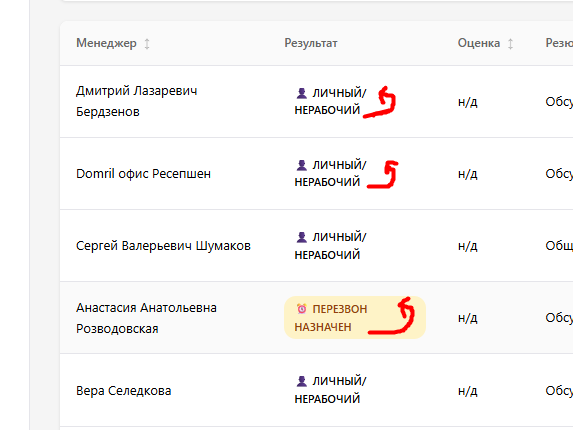 Менеджер Результат Оценка Резю
Дмитрий Лазаревич
Бердзенов
ЛИЧНЫЙ/
НЕРАБОЧИЙ
н/д
Обсу
Domril офис Ресепшен
ЛИЧНЫЙ/
НЕРАБОЧИЙ
н/д
Обсу
Сергей Валерьевич Шумаков
ЛИЧНЫЙ/
НЕРАБОЧИЙ
н/д
Общ
Анастасия Анатольевна
Розводовская
ПЕРЕЗВОН
НАЗНАЧЕН
н/д
Обсу
Вера Селедкова
ЛИЧНЫЙ/
НЕРАБОЧИЙ
н/д
Обсу